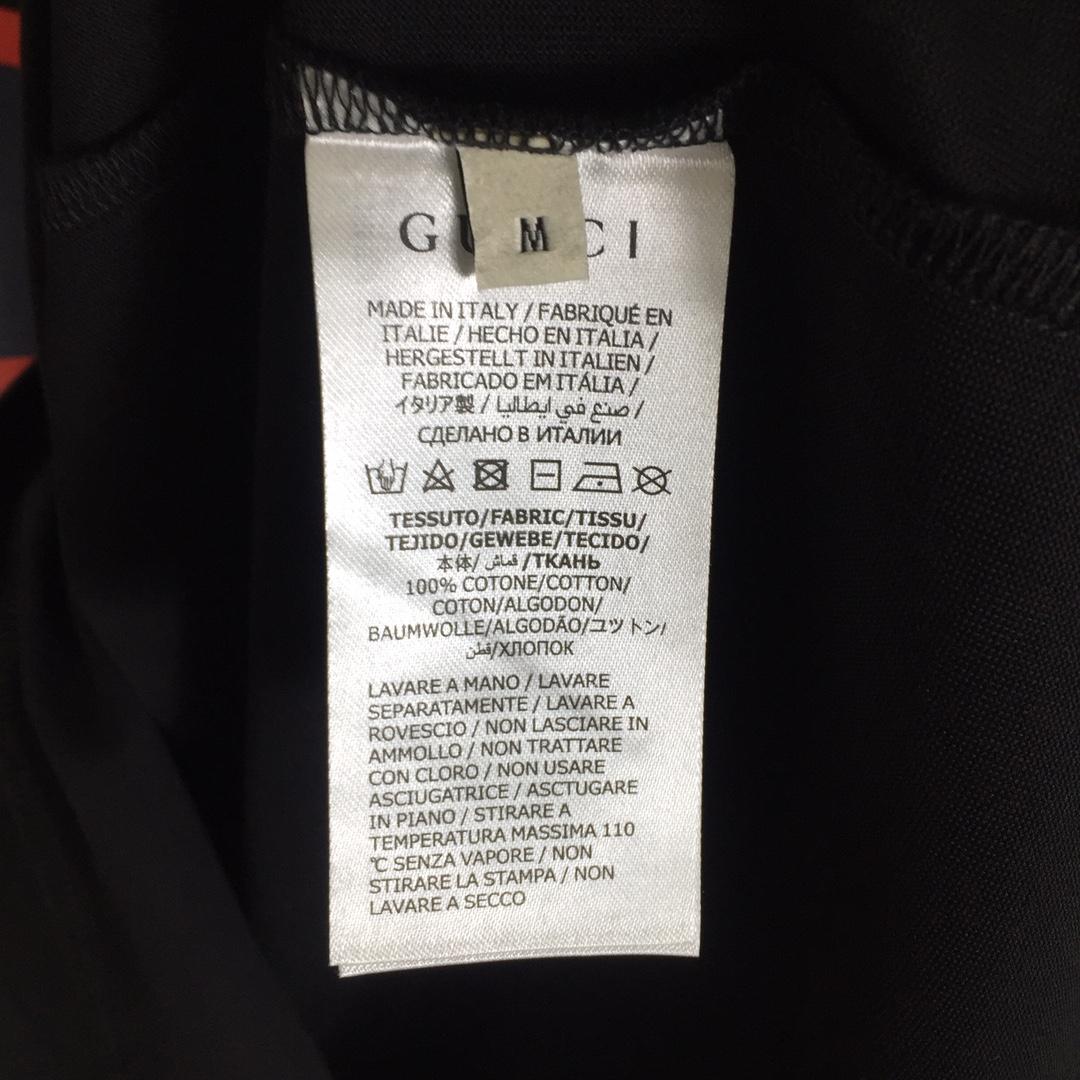 GUCCI
M
MADE IN ITALY / FABRIQUÉ EN
ITALIE / HECHO EN ITALIA /
HERGESTELLT IN ITALIEN /
FABRICADO EM ITÁLIA /
イタリア製 / صنع في ايطاليا /
СДЕЛАНО В ИТАЛИИ
TESSUTO/FABRIC/TISSU/
TEJIDO/GEWEBE/TECIDO/
本体/ قماش /ТКАНЬ
100% COTONE/COTTON/
COTON/ALGODON/
BAUMWOLLE/ALGODÃO/ユットン/
قطن/ХЛОПОК
LAVARE A MANO / LAVARE
SEPARATAMENTE / LAVARE A
ROVESCIO / NON LASCIARE IN
AMMOLLO / NON TRATTARE
CON CLORO / NON USARE
ASCIUGATRICE / ASCTUGARE
IN PIANO / STIRARE A
TEMPERATURA MASSIMA 110
℃ SENZA VAPORE / NON
STIRARE LA STAMPA / NON
LAVARE A SECCO